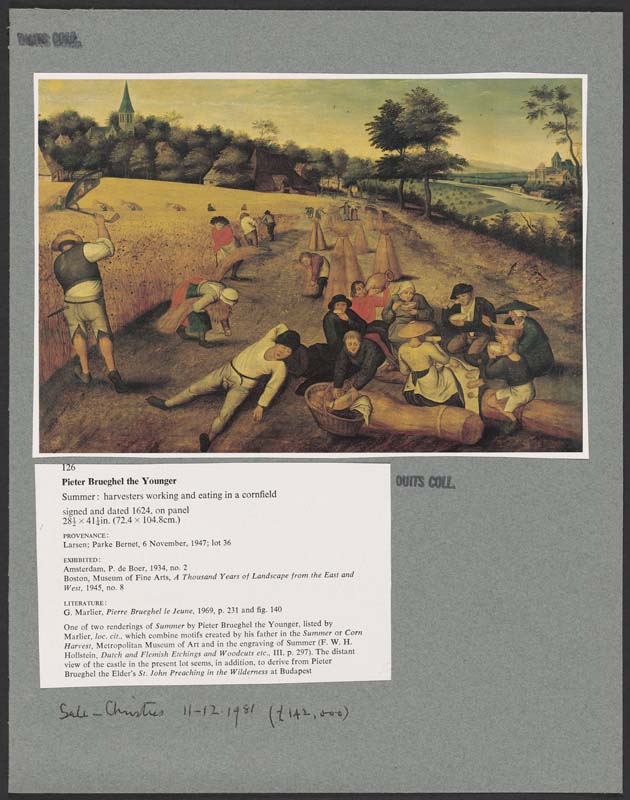 DUITS COLL.
126
Pieter Brueghel the Younger
Summer: harvesters working and eating in a cornfield
signed and dated 1624, on panel
28½ × 41¼in. (72.4 × 104.8cm.)
PROVENANCE:
Larsen; Parke Bernet, 6 November, 1947; lot 36
EXHIBITED:
Amsterdam, P. de Boer, 1934, no. 2
Boston, Museum of Fine Arts, A Thousand Years of Landscape from the East and
West, 1945, no. 8
LITERATURE:
G. Marlier, Pierre Brueghel le Jeune, 1969, p. 231 and fig. 140
One of two renderings of Summer by Pieter Brueghel the Younger, listed by
Marlier, loc. cit., which combine motifs created by his father in the Summer or Corn
Harvest, Metropolitan Museum of Art and in the engraving of Summer (F. W. H.
Hollstein, Dutch and Flemish Etchings and Woodcuts etc., III, p. 297). The distant
view of the castle in the present lot seems, in addition, to derive from Pieter
Brueghel the Elder's St. John Preaching in the Wilderness at Budapest
DUITS COLL.
Sale - Christies 11-12-1981 (£142,000)